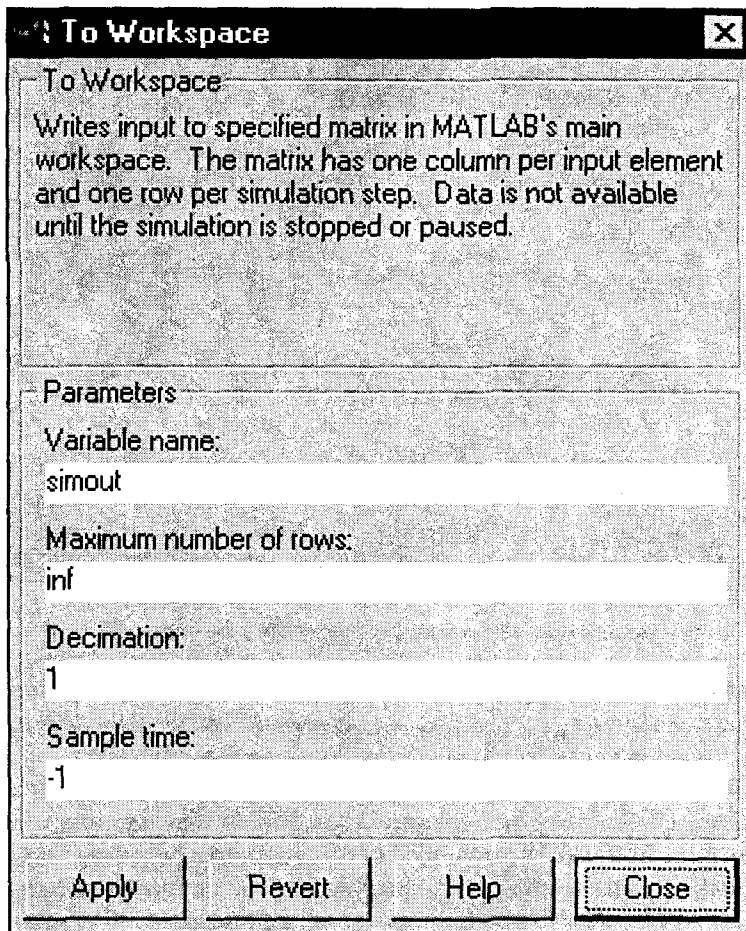 To Workspace
To Workspace
Writes input to specified matrix in MATLAB's main
workspace. The matrix has one column per input element
and one row per simulation step. Data is not available
until the simulation is stopped or paused.
Parameters
Variable name:
simout
Maximum number of rows:
inf
Decimation:
1
Sample time:
-1
Apply
Revert
Help
Close